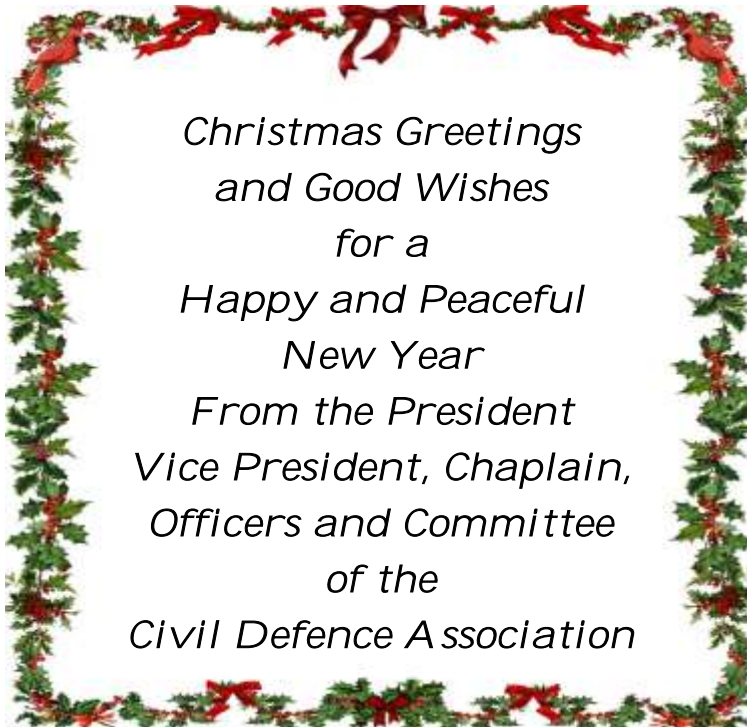 Christmas Greetings
and Good Wishes
for a
Happy and Peaceful
New Year
From the President
Vice President, Chaplain,
Officers and Committee
of the
Civil Defence Association